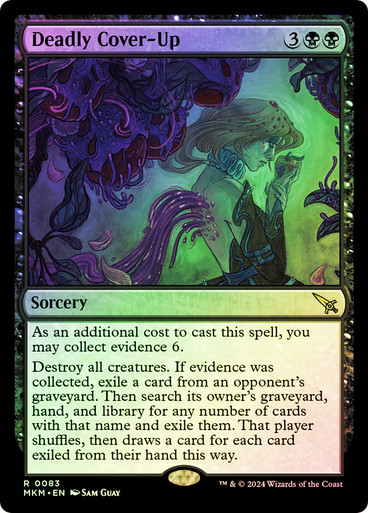 Deadly Cover-Up 3
Sorcery
As an additional cost to cast this spell, you
may collect evidence 6.
Destroy all creatures. If evidence was
collected, exile a card from an opponent's
graveyard. Then search its owner's graveyard,
hand, and library for any number of cards
with that name and exile them. That player
shuffles, then draws a card for each card
exiled from their hand this way.
R 0083
MKM • EN Sam Guay ™ & © 2024 Wizards of the Coast